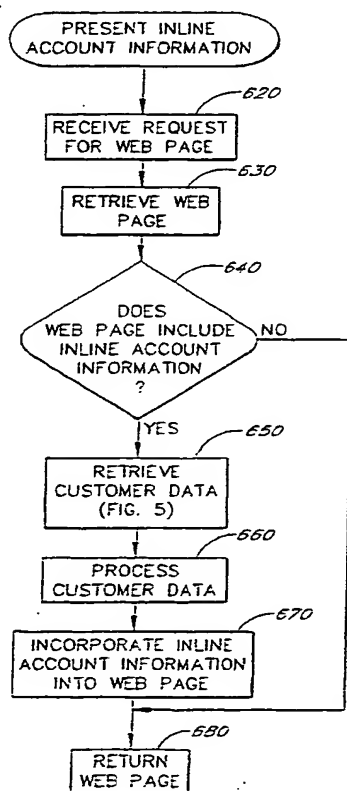 PRESENT INLINE
ACCOUNT INFORMATION
620
RECEIVE REQUEST
FOR WEB PAGE
630
RETRIEVE WEB
PAGE
640
DOES
WEB PAGE INCLUDE
INLINE ACCOUNT
INFORMATION
?
NO
YES
650
RETRIEVE
CUSTOMER DATA
(FIG. 5)
660
PROCESS
CUSTOMER DATA
670
INCORPORATE INLINE
ACCOUNT INFORMATION
INTO WEB PAGE
680
RETURN
WEB PAGE